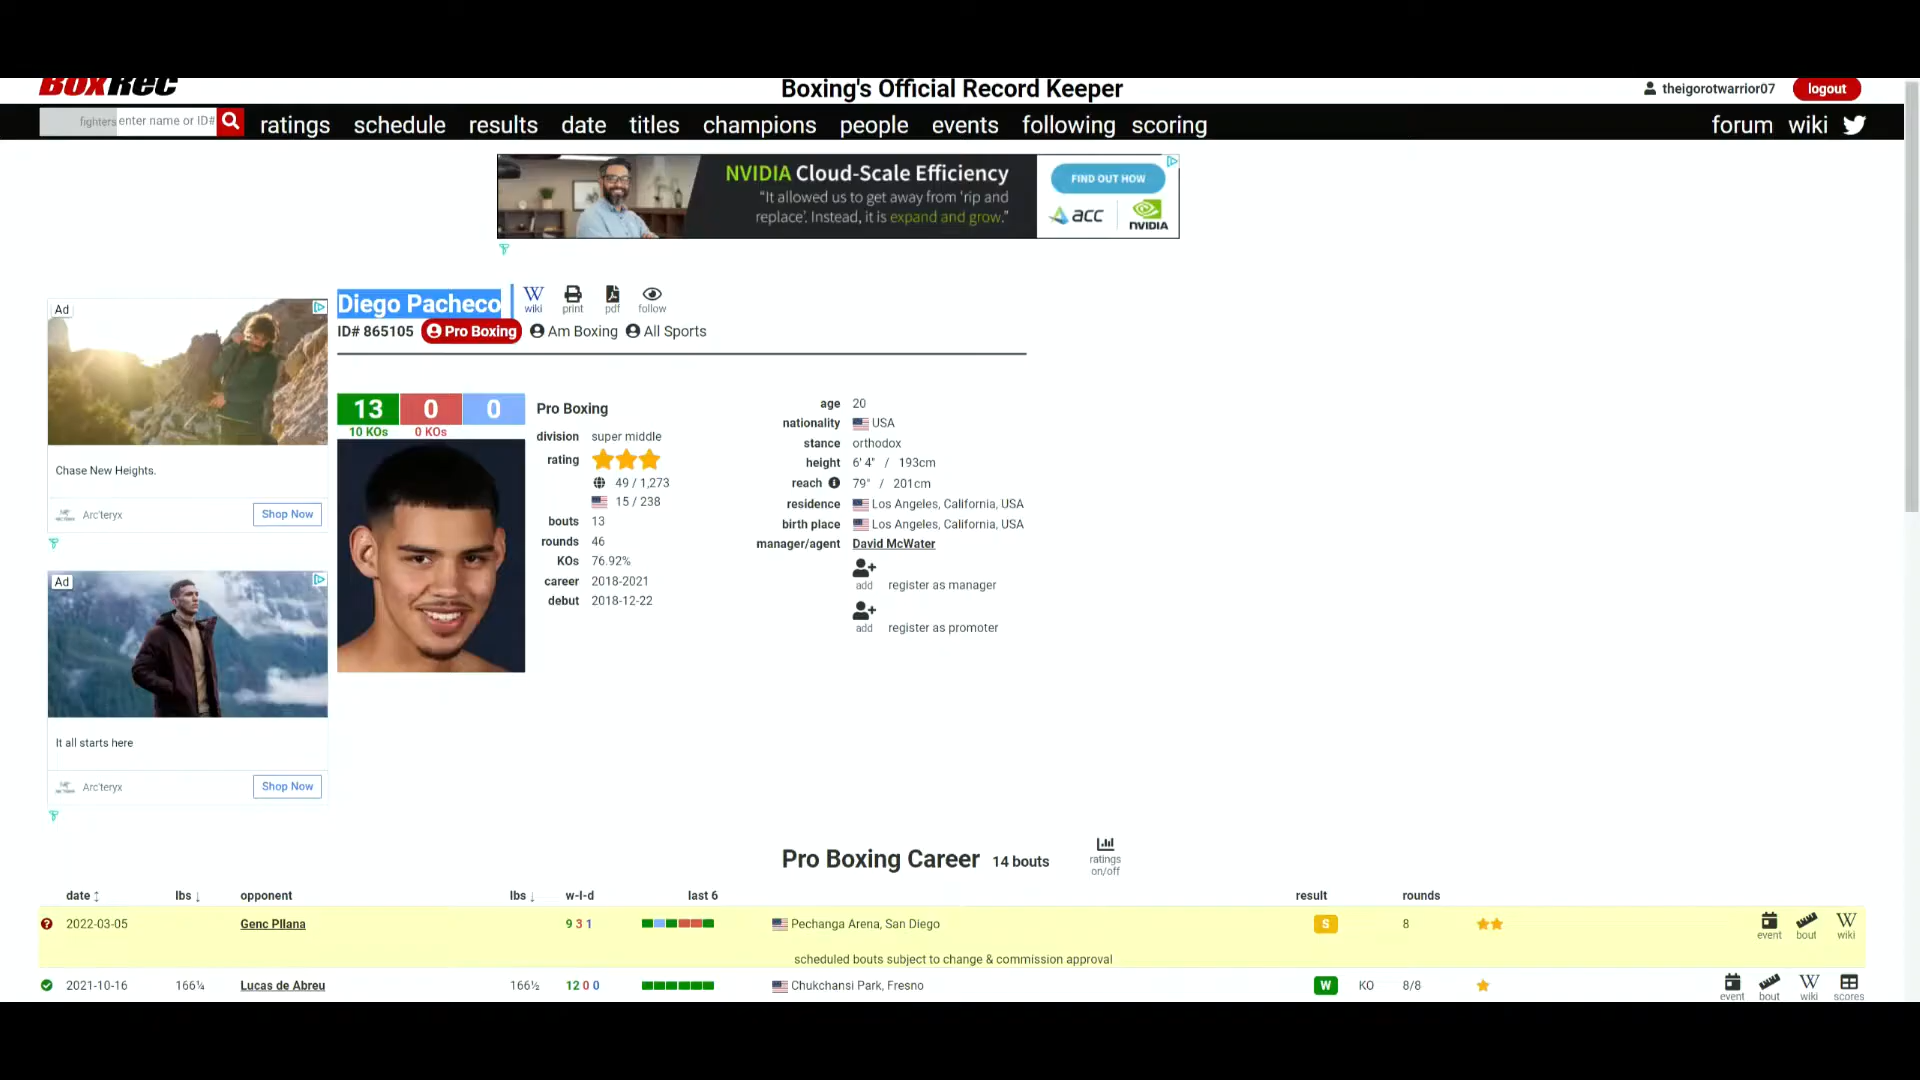 BoxRec
Boxing's Official Record Keeper
theigorotwarrior07 logout
fighters enter name or ID# ratings schedule results date titles champions people events following scoring forum wiki
NVIDIA Cloud-Scale Efficiency
"It allowed us to get away from 'rip and
replace'. Instead, it is expand and grow."
FIND OUT HOW
acc
NVIDIA
Ad
Chase New Heights.
Arc'teryx Shop Now
Ad
It all starts here
Arc'teryx Shop Now
Diego Pacheco wiki print pdf follow
ID# 865105 Pro Boxing Am Boxing All Sports
13 0 0
10 KOs 0 KOs
Pro Boxing
division super middle
rating
49 / 1,273
15 / 238
bouts 13
rounds 46
KOs 76.92%
career 2018-2021
debut 2018-12-22
age 20
nationality USA
stance orthodox
height 6' 4" / 193cm
reach 79" / 201cm
residence Los Angeles, California, USA
birth place Los Angeles, California, USA
manager/agent David McWater
add register as manager
add register as promoter
Pro Boxing Career 14 bouts
ratings
on/off
date lbs opponent lbs w-l-d last 6 result rounds
2022-03-05 Genc Pllana 9 3 1 Pechanga Arena, San Diego S 8 event bout wiki
scheduled bouts subject to change & commission approval
2021-10-16 166¼ Lucas de Abreu 166½ 12 0 0 Chukchansi Park, Fresno W KO 8/8 event bout wiki scores